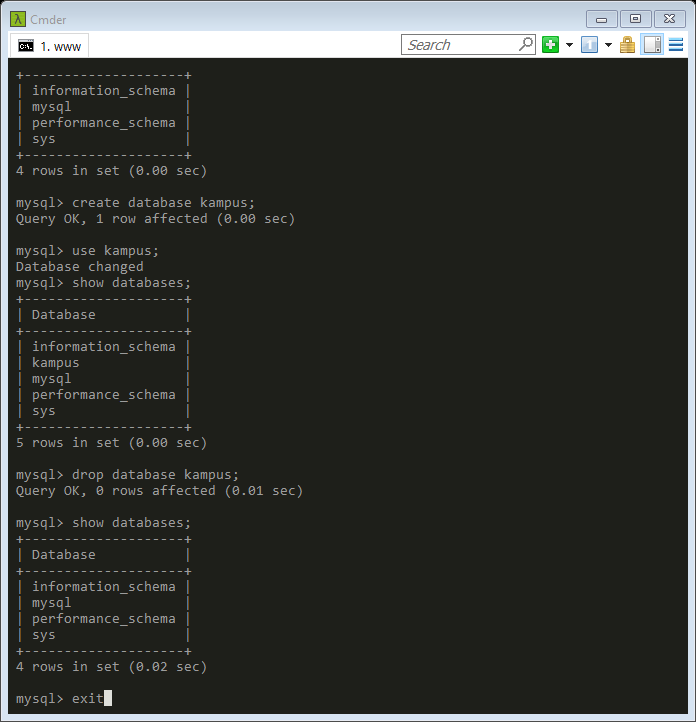 λ Cmder
C:\. 1. www
Search
1
+--------------------+
| information_schema |
| mysql              |
| performance_schema |
| sys                |
+--------------------+
4 rows in set (0.00 sec)
mysql> create database kampus;
Query OK, 1 row affected (0.00 sec)
mysql> use kampus;
Database changed
mysql> show databases;
+--------------------+
| Database           |
+--------------------+
| information_schema |
| kampus             |
| mysql              |
| performance_schema |
| sys                |
+--------------------+
5 rows in set (0.00 sec)
mysql> drop database kampus;
Query OK, 0 rows affected (0.01 sec)
mysql> show databases;
+--------------------+
| Database           |
+--------------------+
| information_schema |
| mysql              |
| performance_schema |
| sys                |
+--------------------+
4 rows in set (0.02 sec)
mysql> exit